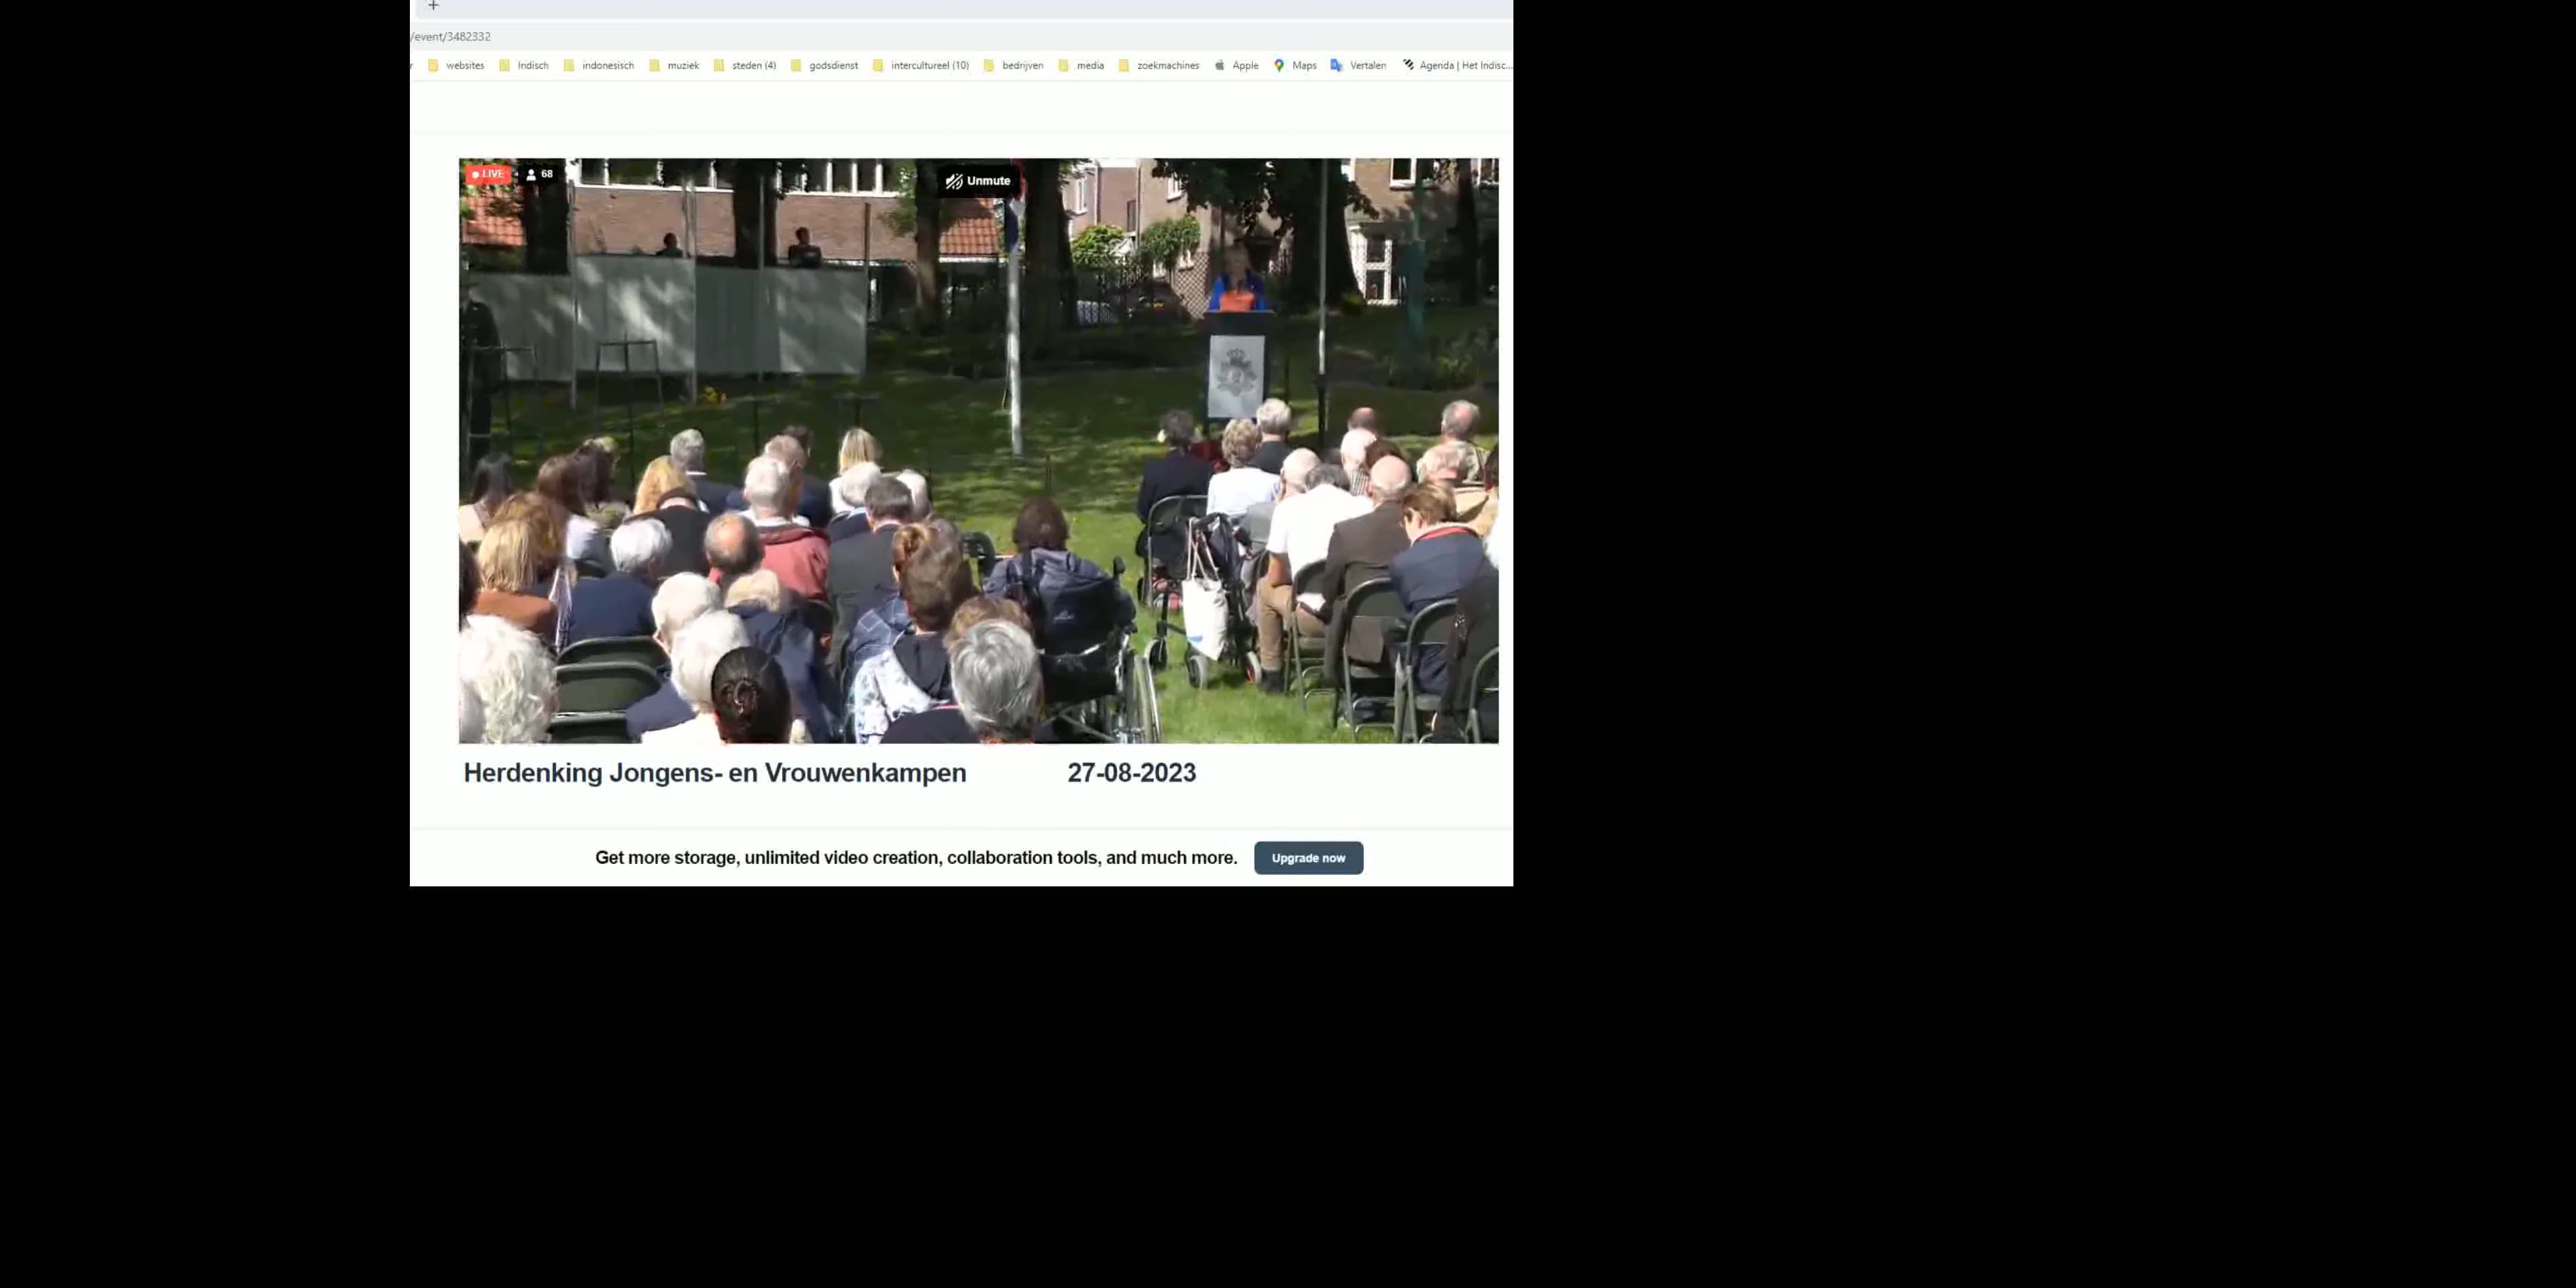 /event/3482332
websites Indisch indonesisch muziek steden (4) godsdienst intercultureel (10) bedrijven media zoekmachines Apple Maps Vertalen Agenda | Het Indisc...
LIVE 68 Unmute
Herdenking Jongens- en Vrouwenkampen 27-08-2023
Get more storage, unlimited video creation, collaboration tools, and much more. Upgrade now